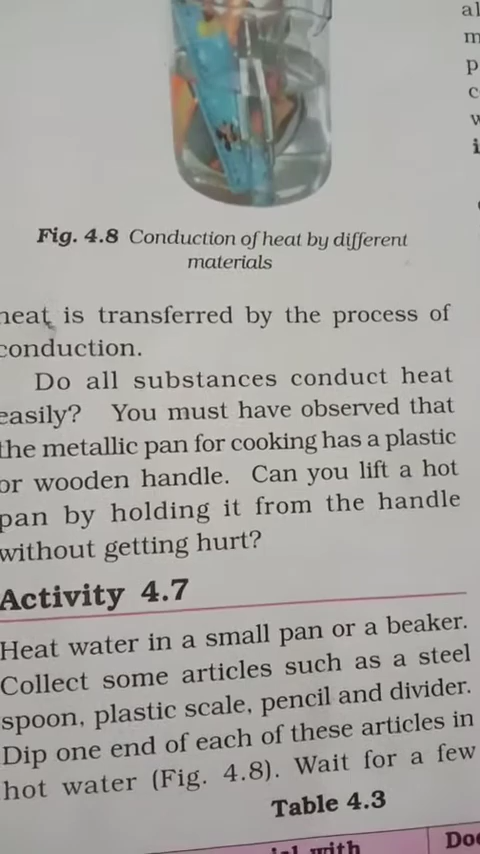 Fig. 4.8 Conduction of heat by different
materials
heat is transferred by the process of
conduction.
Do all substances conduct heat
easily? You must have observed that
the metallic pan for cooking has a plastic
or wooden handle. Can you lift a hot
pan by holding it from the handle
without getting hurt?
Activity 4.7
Heat water in a small pan or a beaker.
Collect some articles such as a steel
spoon, plastic scale, pencil and divider.
Dip one end of each of these articles in
hot water (Fig. 4.8). Wait for a few
Table 4.3
with